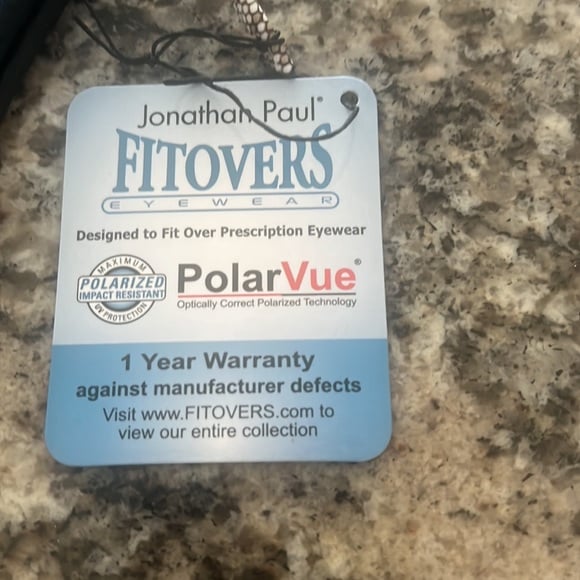 Jonathan Paul®
FITOVERS
EYEWEAR
Designed to Fit Over Prescription Eyewear
MAXIMUM
POLARIZED
IMPACT RESISTANT
UV PROTECTION
PolarVue®
Optically Correct Polarized Technology
1 Year Warranty
against manufacturer defects
Visit www.FITOVERS.com to
view our entire collection